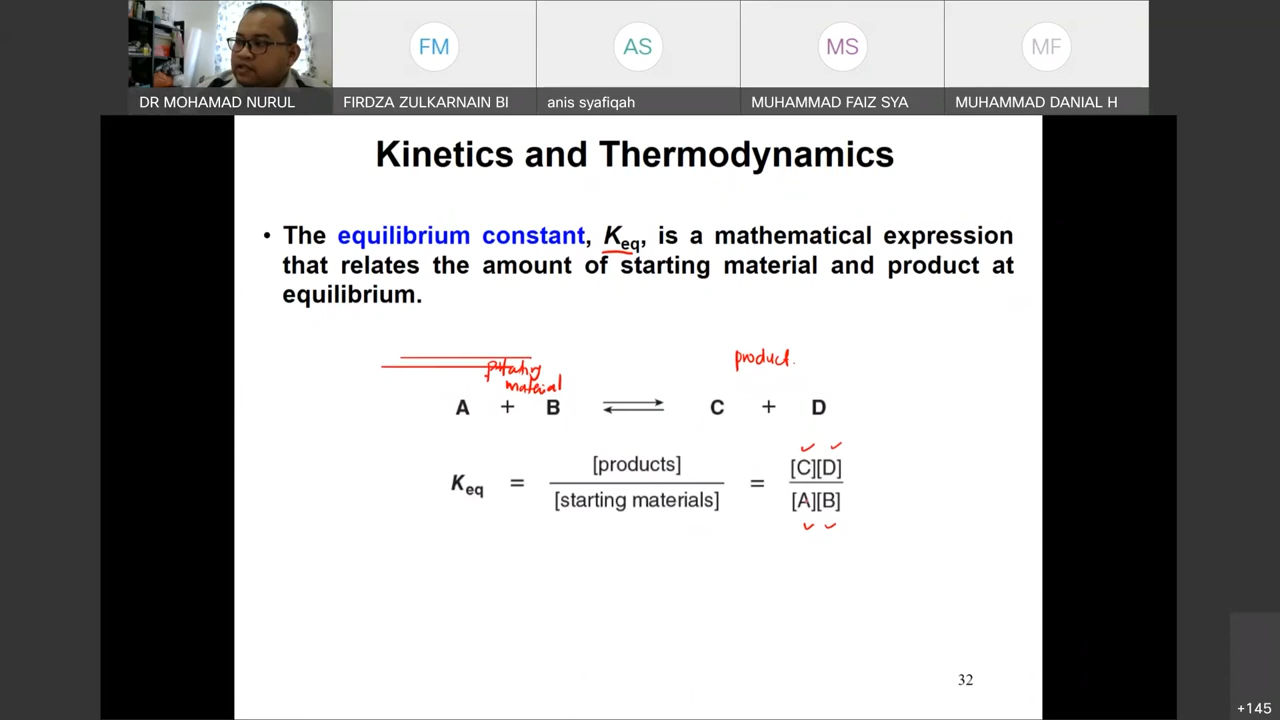 FM
AS
MS
MF
DR MOHAMAD NURUL
FIRDZA ZULKARNAIN BI
anis syafiqah
MUHAMMAD FAIZ SYA
MUHAMMAD DANIAL H
Kinetics and Thermodynamics
• The equilibrium constant, Keq, is a mathematical expression
that relates the amount of starting material and product at
equilibrium.
material
product.
A + B ⇌ C + D
Keq = [products] / [starting materials] = [C][D] / [A][B]
32
+145